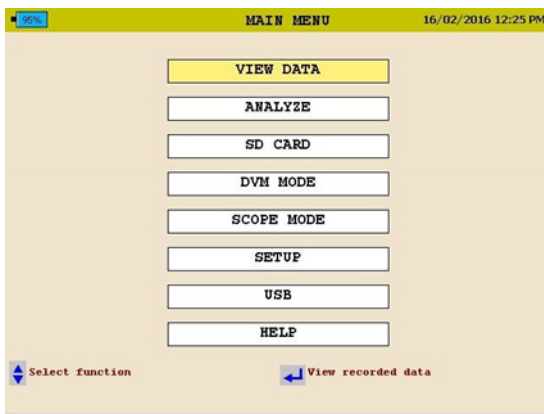 95% MAIN MENU 16/02/2016 12:25 PM
VIEW DATA
ANALYZE
SD CARD
DVM MODE
SCOPE MODE
SETUP
USB
HELP
Select function View recorded data